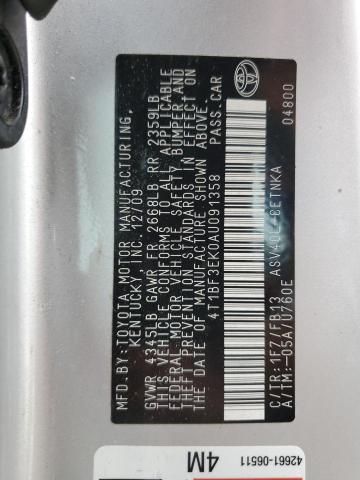 MFD.BY:TOYOTA MOTOR MANUFACTURING,
KENTUCKY, INC. 12/09
GVWR 4345LB GAWR FR 2668LB RR 2359LB
THIS VEHICLE CONFORMS TO ALL APPLICABLE
FEDERAL MOTOR VEHICLE SAFETY, BUMPER, AND
THEFT PREVENTION STANDARDS IN EFFECT ON
THE DATE OF MANUFACTURE SHOWN ABOVE.
4T1BF3EK0AU091358 PASS.CAR
C/TR:1F7/FB13 ASV40L-CETNKA
A/TM:-05A/U760E 04800
42661-06511
4M